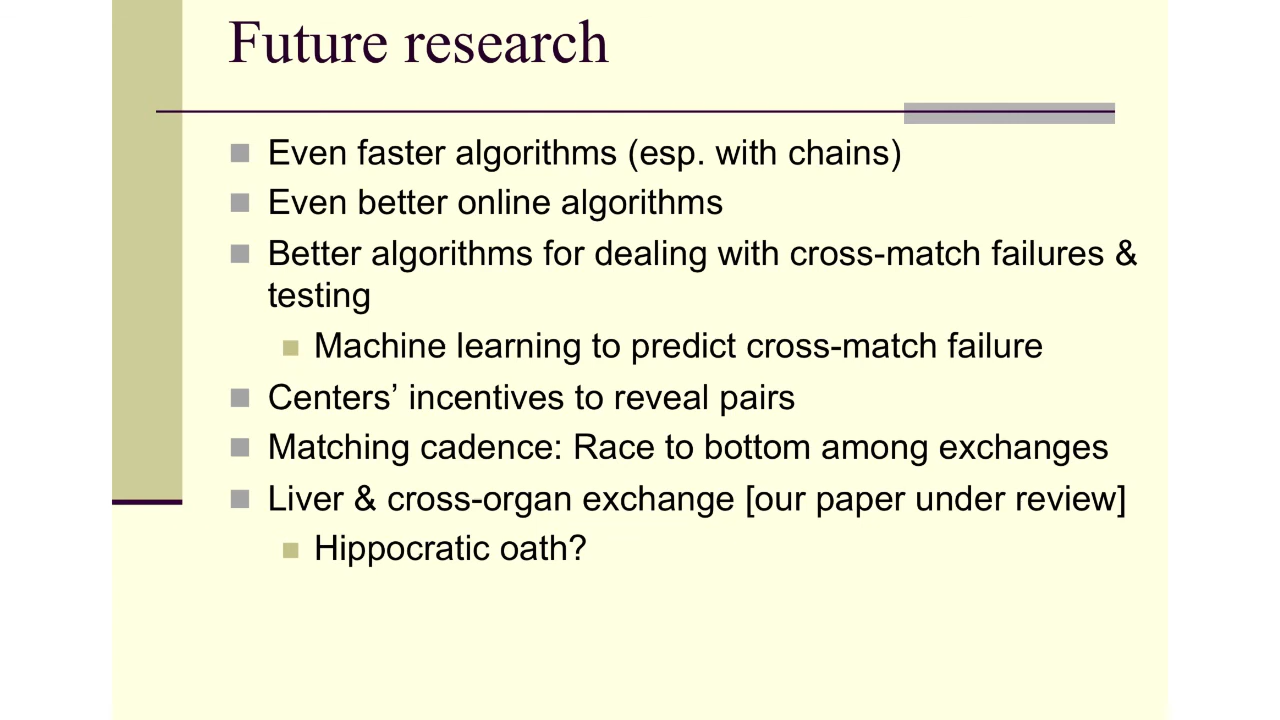 Future research
Even faster algorithms (esp. with chains)
Even better online algorithms
Better algorithms for dealing with cross-match failures &
testing
Machine learning to predict cross-match failure
Centers’ incentives to reveal pairs
Matching cadence: Race to bottom among exchanges
Liver & cross-organ exchange [our paper under review]
Hippocratic oath?